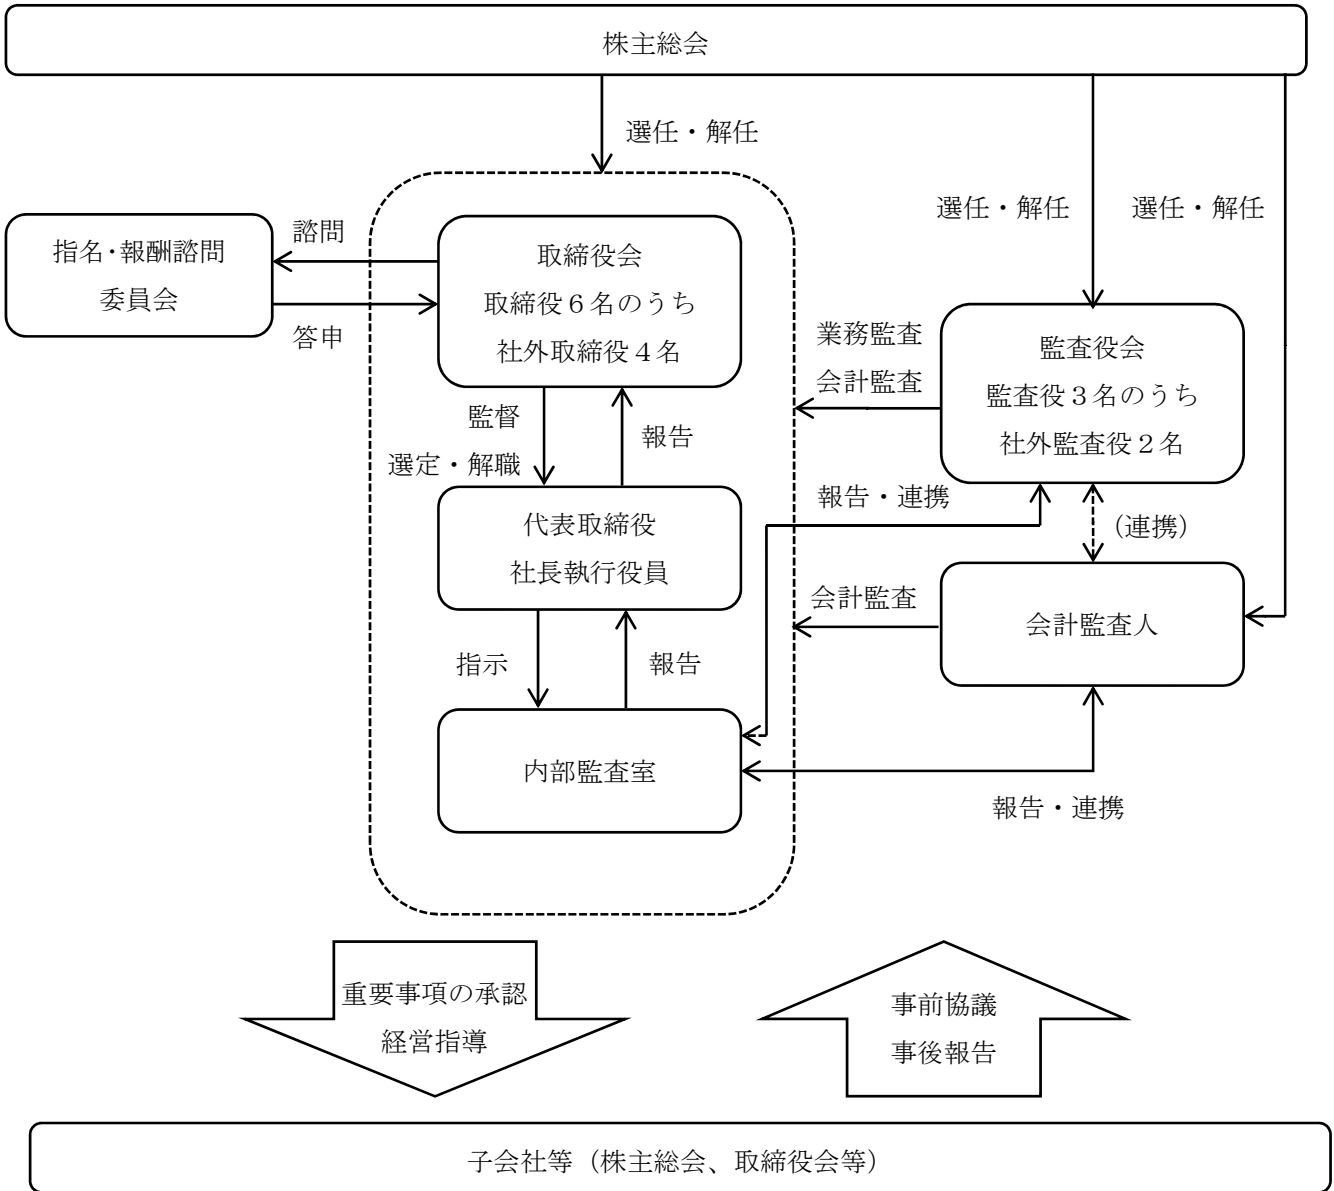 株主総会
選任・解任
選任・解任
選任・解任
指名・報酬諮問
委員会
諮問
答申
取締役会
取締役６名のうち
社外取締役４名
業務監査
会計監査
監査役会
監査役３名のうち
社外監査役２名
監督
選定・解職
報告
報告・連携
（連携）
代表取締役
社長執行役員
会計監査
会計監査人
指示
報告
内部監査室
報告・連携
重要事項の承認
経営指導
事前協議
事後報告
子会社等（株主総会、取締役会等）